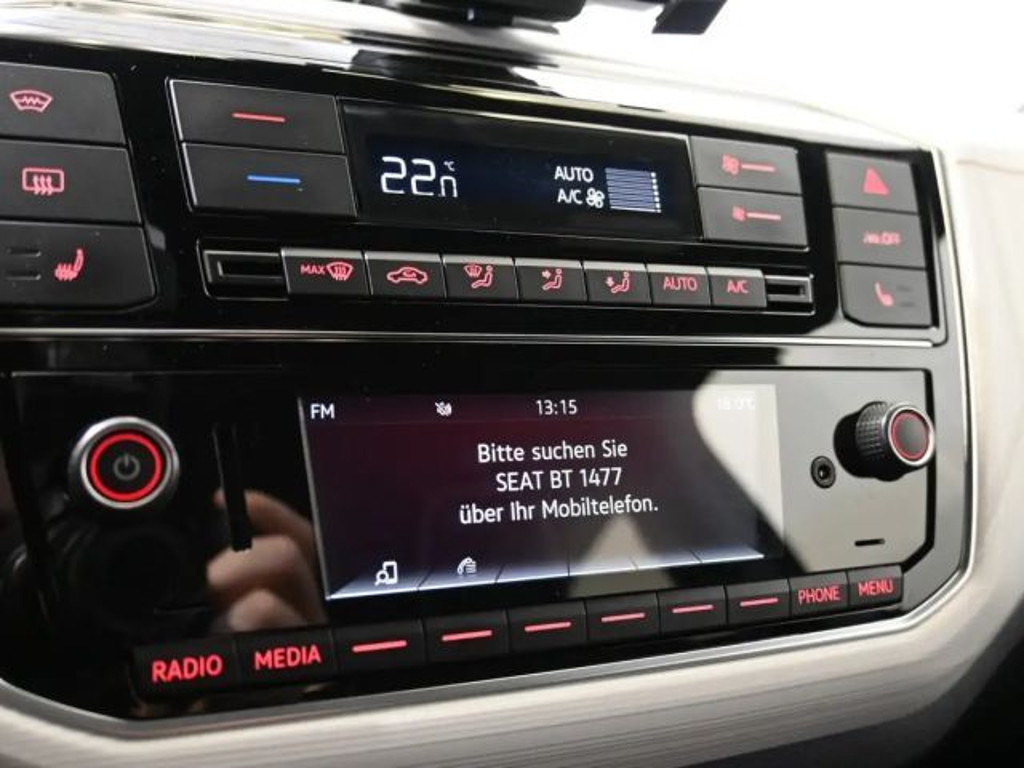 22.0 °C
AUTO
A/C
MAX
AUTO
A/C
OFF
FM 13:15
Bitte suchen Sie
SEAT BT 1477
über Ihr Mobiltelefon.
RADIO MEDIA PHONE MENU